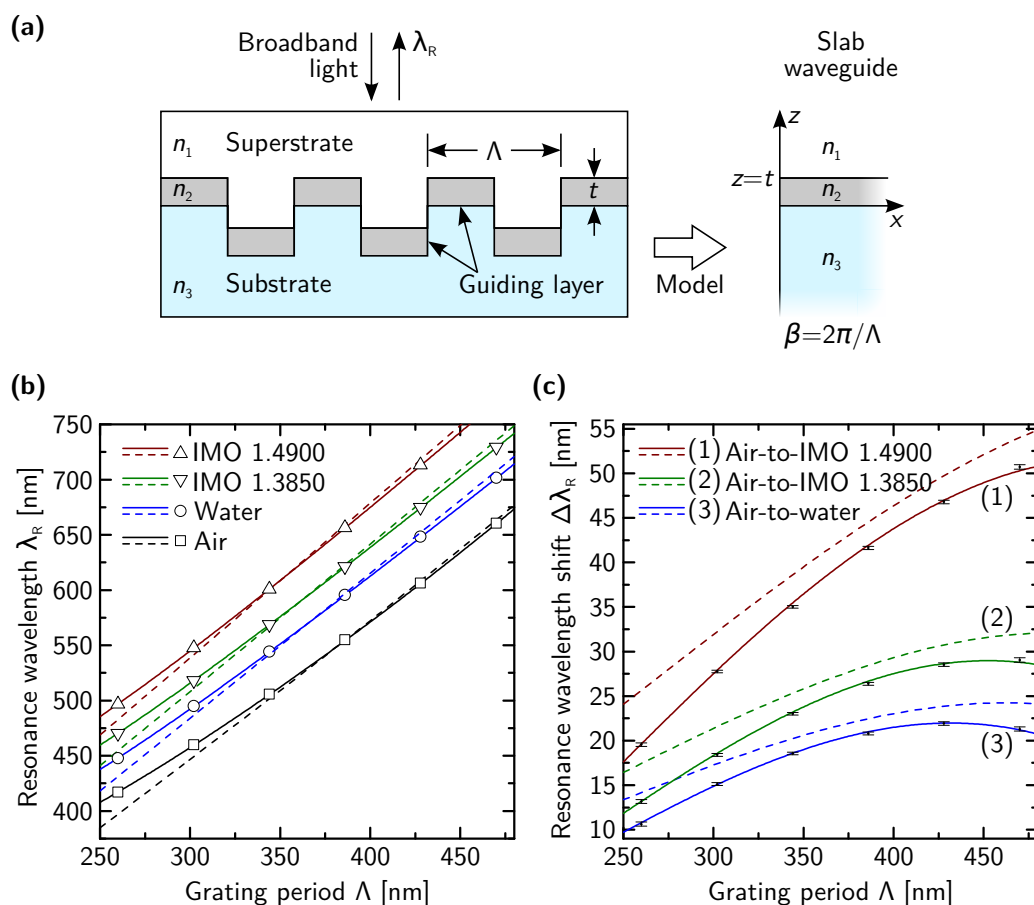 (a)
Broadband
light
λR
Slab
waveguide
n1 Superstrate
Λ
n2
t
n3 Substrate
Guiding layer
Model
z
n1
z=t
n2
x
n3
β=2π/Λ
(b)
Resonance wavelength λR [nm]
750
700
650
600
550
500
450
400
IMO 1.4900
IMO 1.3850
Water
Air
250 300 350 400 450
Grating period Λ [nm]
(c)
Resonance wavelength shift ΔλR [nm]
55
50
45
40
35
30
25
20
15
10
(1) Air-to-IMO 1.4900
(2) Air-to-IMO 1.3850
(3) Air-to-water
(1)
(2)
(3)
250 300 350 400 450
Grating period Λ [nm]